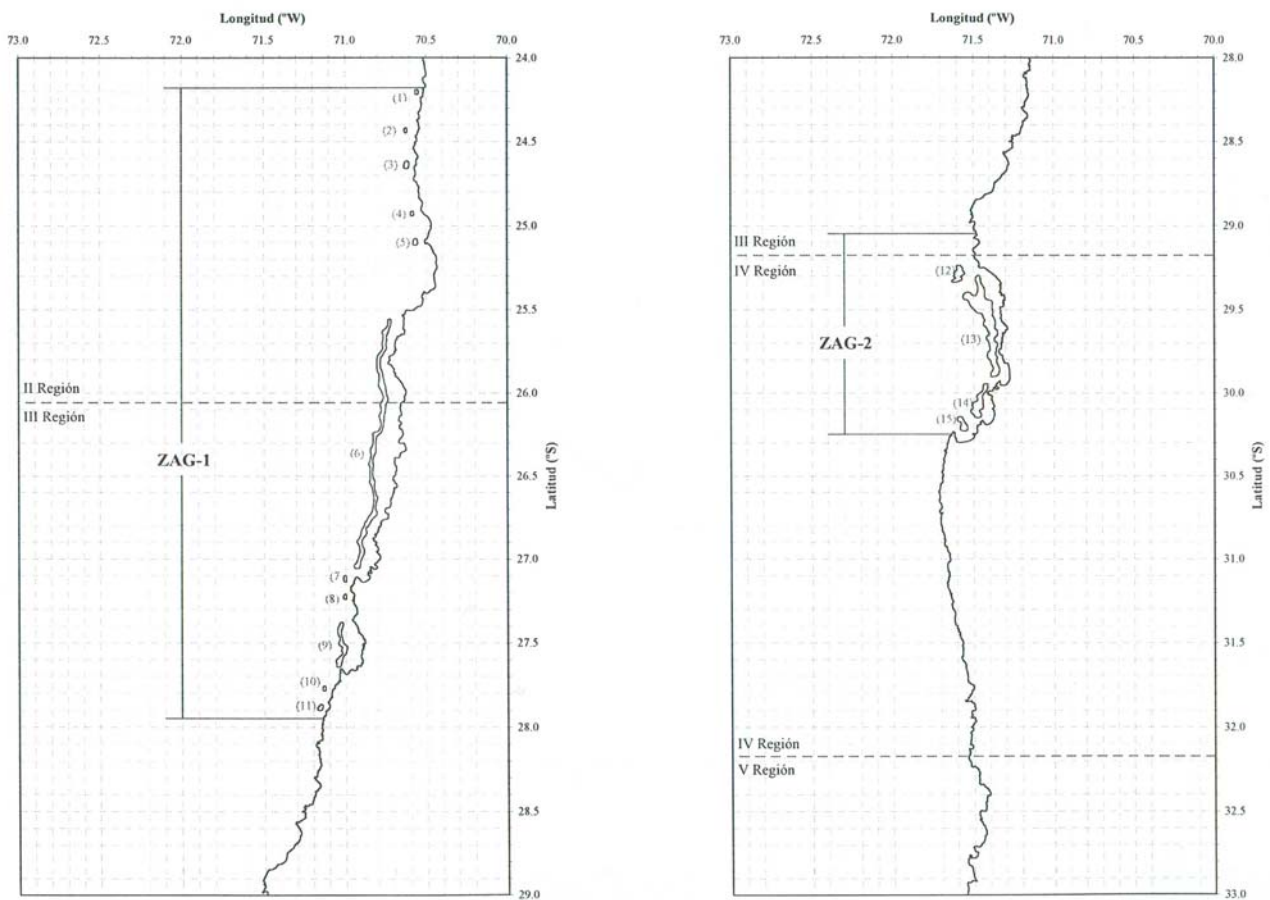 Longitud (ºW)
73.0 72.5 72.0 71.5 71.0 70.5 70.0
24.0
24.5
25.0
25.5
26.0
26.5
27.0
27.5
28.0
28.5
29.0
Latitud (ºS)
(1)
(2)
(3)
(4)
(5)
II Región
III Región
ZAG-1
(6)
(7)
(8)
(9)
(10)
(11)
Longitud (ºW)
73.0 72.5 72.0 71.5 71.0 70.5 70.0
28.0
28.5
29.0
29.5
30.0
30.5
31.0
31.5
32.0
32.5
33.0
Latitud (ºS)
III Región
IV Región
(12)
ZAG-2
(13)
(14)
(15)
IV Región
V Región